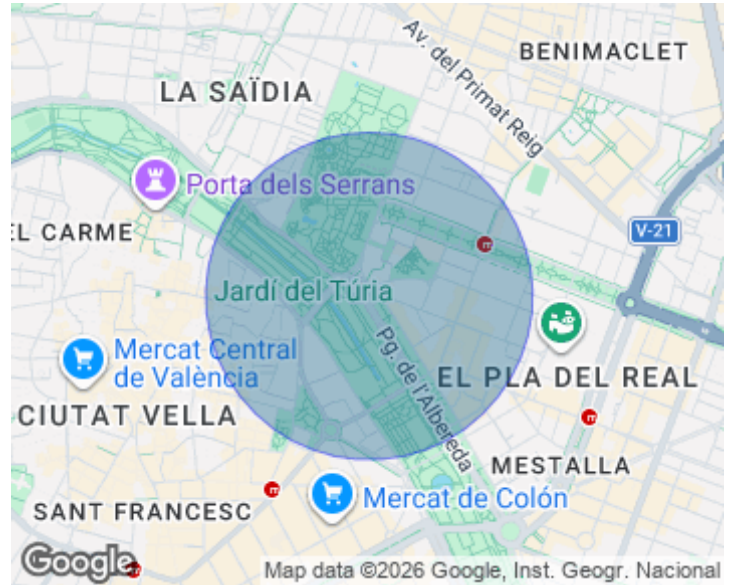 BENIMACLET
Av. del Primat Reig
LA SAÏDIA
Porta dels Serrans
EL CARME
V-21
Jardí del Túria
Mercat Central
de València
Pg. de l'Albereda
EL PLA DEL REAL
CIUTAT VELLA
MESTALLA
Mercat de Colón
SANT FRANCESC
Google
Map data ©2026 Google, Inst. Geogr. Nacional